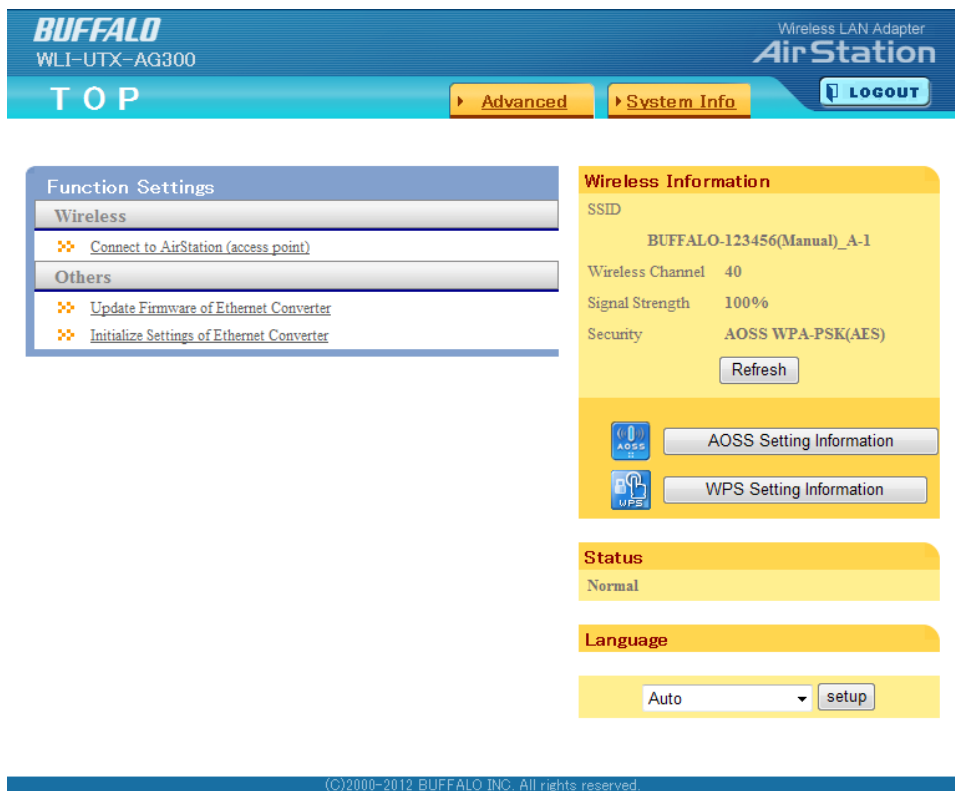 BUFFALO
WLI-UTX-AG300
Wireless LAN Adapter
AirStation
TOP
Advanced
System Info
LOGOUT
Function Settings
Wireless
Connect to AirStation (access point)
Others
Update Firmware of Ethernet Converter
Initialize Settings of Ethernet Converter
Wireless Information
SSID
BUFFALO-123456(Manual)_A-1
Wireless Channel 40
Signal Strength 100%
Security AOSS WPA-PSK(AES)
Refresh
AOSS
AOSS Setting Information
WPS
WPS Setting Information
Status
Normal
Language
Auto
setup
(C)2000-2012 BUFFALO INC. All rights reserved.